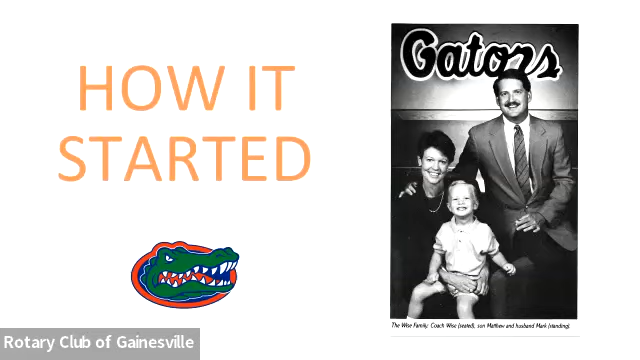 HOW IT
STARTED
Gators
The Wise Family: Coach Wise (seated), son Matthew and husband Mark (standing).
Rotary Club of Gainesville